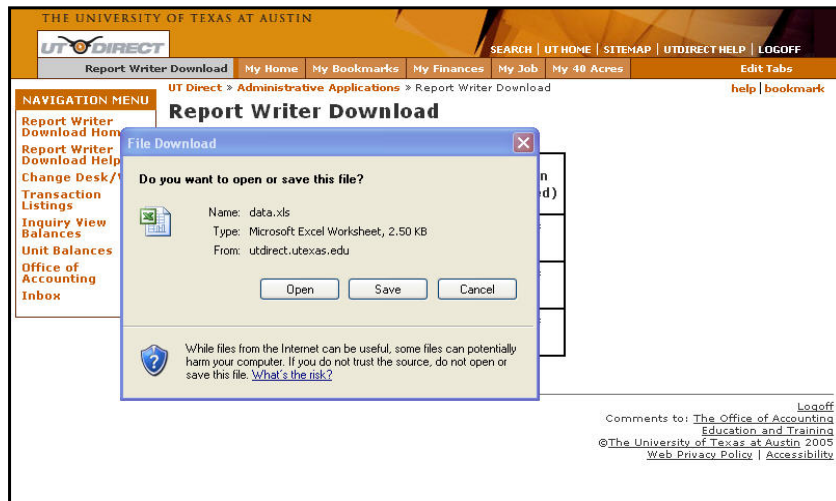 THE UNIVERSITY OF TEXAS AT AUSTIN
UT DIRECT
SEARCH | UT HOME | SITEMAP | UTDIRECT HELP | LOGOFF
Report Writer Download My Home My Bookmarks My Finances My Job My 40 Acres Edit Tabs
UT Direct » Administrative Applications » Report Writer Download help | bookmark
NAVIGATION MENU
Report Writer Download
Report Writer
Download Hom
Report Writer
Download Help
Change Desk/
Transaction
Listings
Inquiry View
Balances
Unit Balances
Office of
Accounting
Inbox
File Download
Do you want to open or save this file?
Name: data.xls
Type: Microsoft Excel Worksheet, 2.50 KB
From: utdirect.utexas.edu
Open Save Cancel
While files from the Internet can be useful, some files can potentially
harm your computer. If you do not trust the source, do not open or
save this file. What's the risk?
n
d)
Logoff
Comments to: The Office of Accounting
Education and Training
©The University of Texas at Austin 2005
Web Privacy Policy | Accessibility